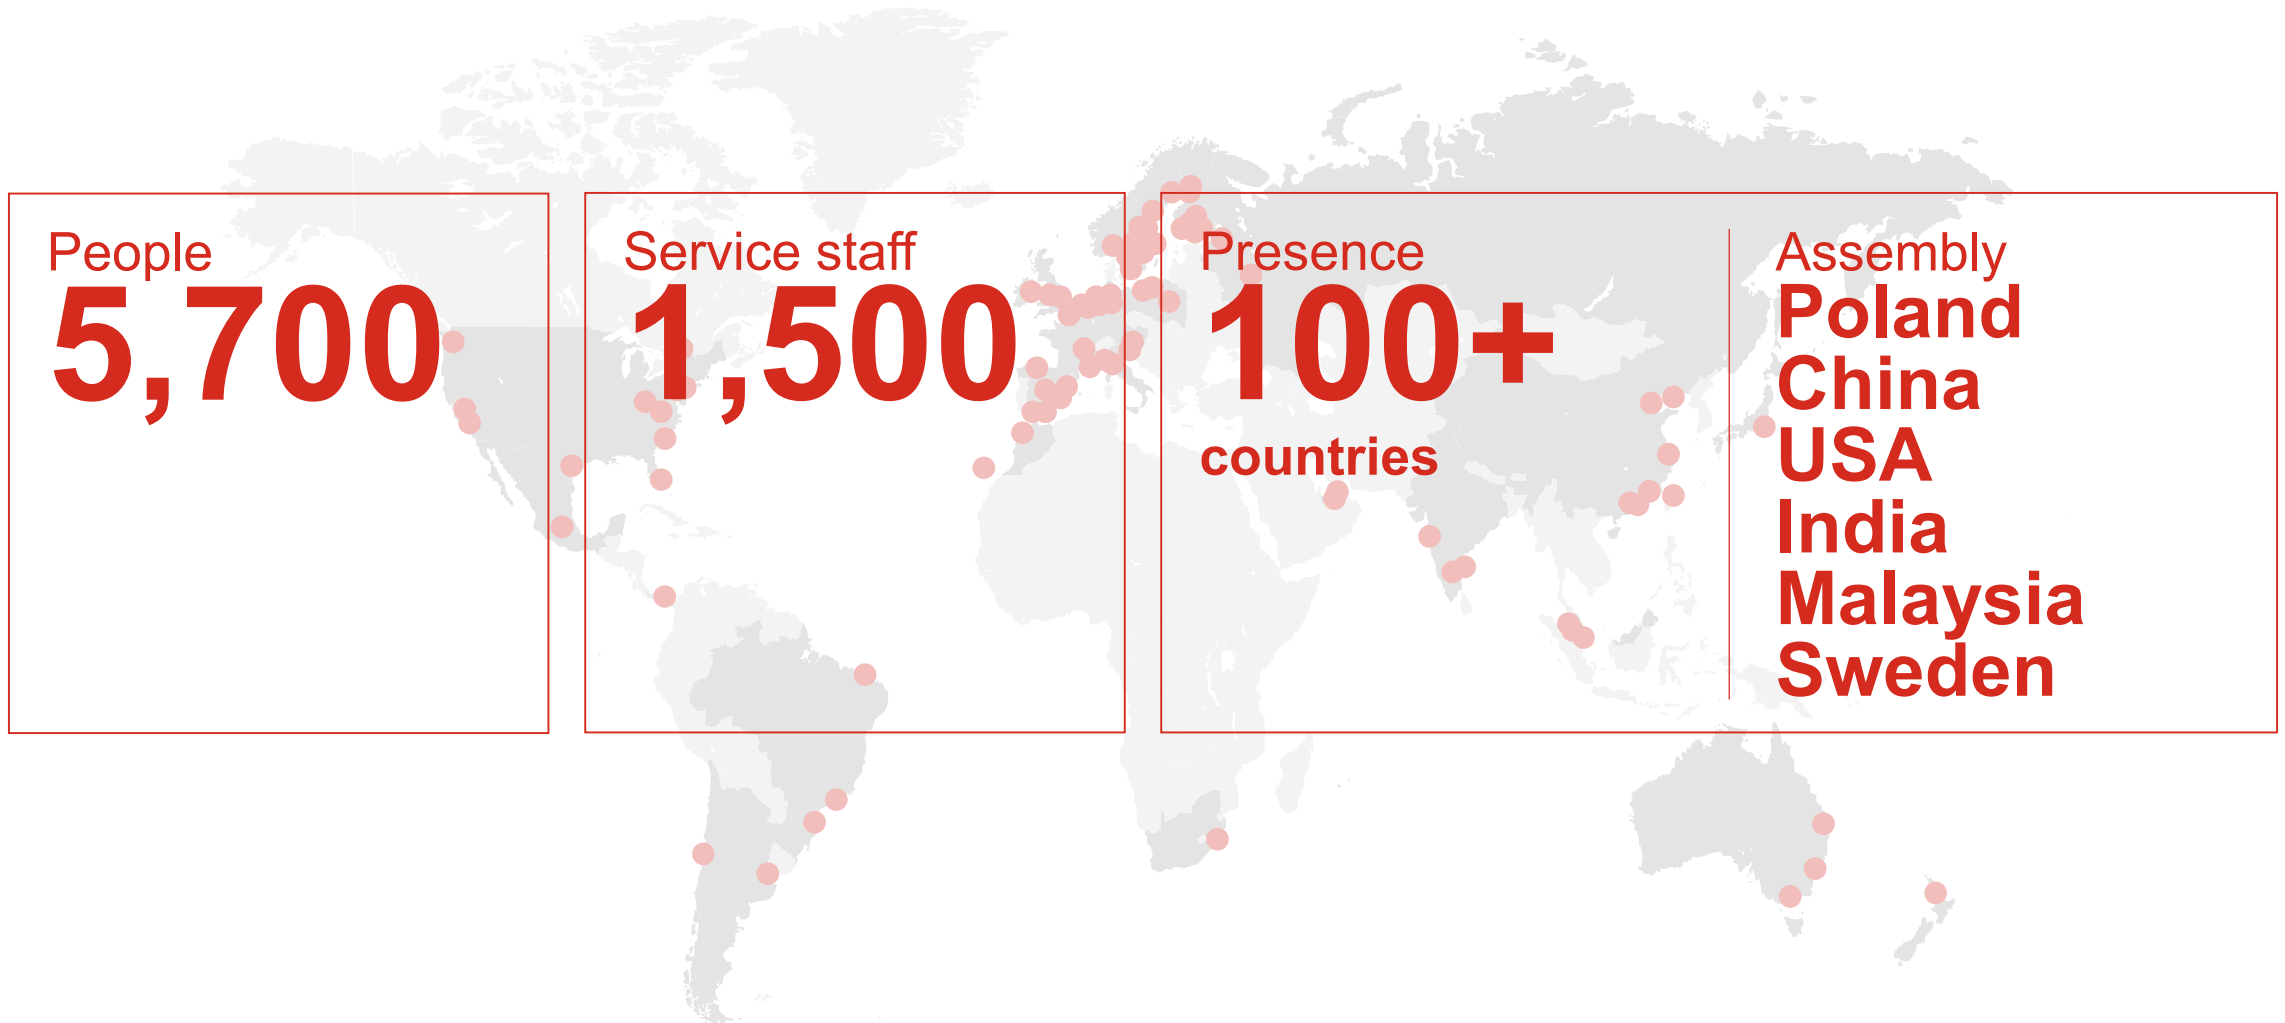 People
5,700
Service staff
1,500
Presence
100+
countries
Assembly
Poland
China
USA
India
Malaysia
Sweden